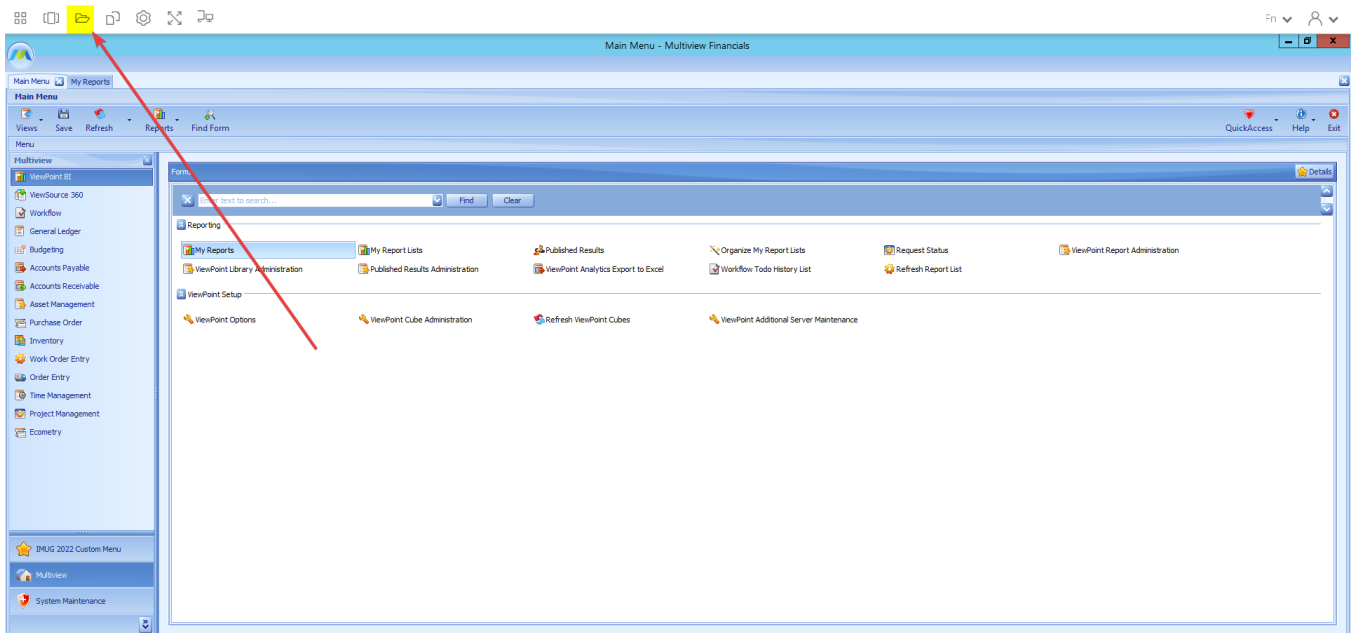 Fn
Main Menu - Multiview Financials
Main Menu My Reports
Main Menu
Views Save Refresh Reports Find Form QuickAccess Help Exit
Menu
Multiview
ViewPoint BI
ViewSource 360
Workflow
General Ledger
Budgeting
Accounts Payable
Accounts Receivable
Asset Management
Purchase Order
Inventory
Work Order Entry
Order Entry
Time Management
Project Management
Ecometry
IMUG 2022 Custom Menu
Multiview
System Maintenance
Forms Details
Enter text to search... Find Clear
Reporting
My Reports My Report Lists Published Results Organize My Report Lists Request Status ViewPoint Report Administration
ViewPoint Library Administration Published Results Administration ViewPoint Analytics Export to Excel Workflow Todo History List Refresh Report List
ViewPoint Setup
ViewPoint Options ViewPoint Cube Administration Refresh ViewPoint Cubes ViewPoint Additional Server Maintenance